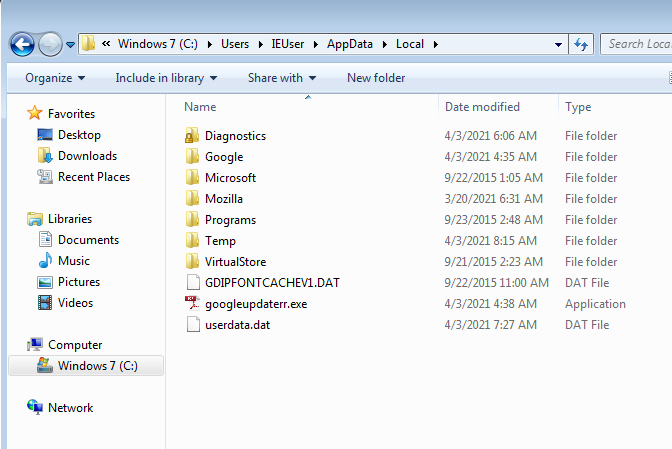 « Windows 7 (C:) Users IEUser AppData Local Search Loca
Organize Include in library Share with New folder
Favorites
Desktop
Downloads
Recent Places
Libraries
Documents
Music
Pictures
Videos
Computer
Windows 7 (C:)
Network
Name Date modified Type
Diagnostics 4/3/2021 6:06 AM File folder
Google 4/3/2021 4:35 AM File folder
Microsoft 9/22/2015 1:05 AM File folder
Mozilla 3/20/2021 6:31 AM File folder
Programs 9/23/2015 2:48 AM File folder
Temp 4/3/2021 8:15 AM File folder
VirtualStore 9/21/2015 2:23 AM File folder
GDIPFONTCACHEV1.DAT 9/22/2015 11:00 AM DAT File
googleupdaterr.exe 4/3/2021 4:38 AM Application
userdata.dat 4/3/2021 7:27 AM DAT File